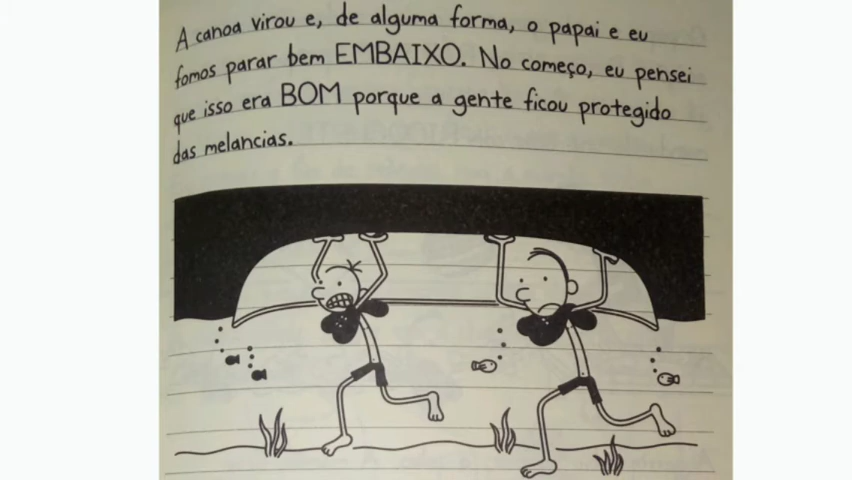 A canoa virou e, de alguma forma, o papai e eu
fomos parar bem EMBAIXO. No começo, eu pensei
que isso era BOM porque a gente ficou protegido
das melancias.